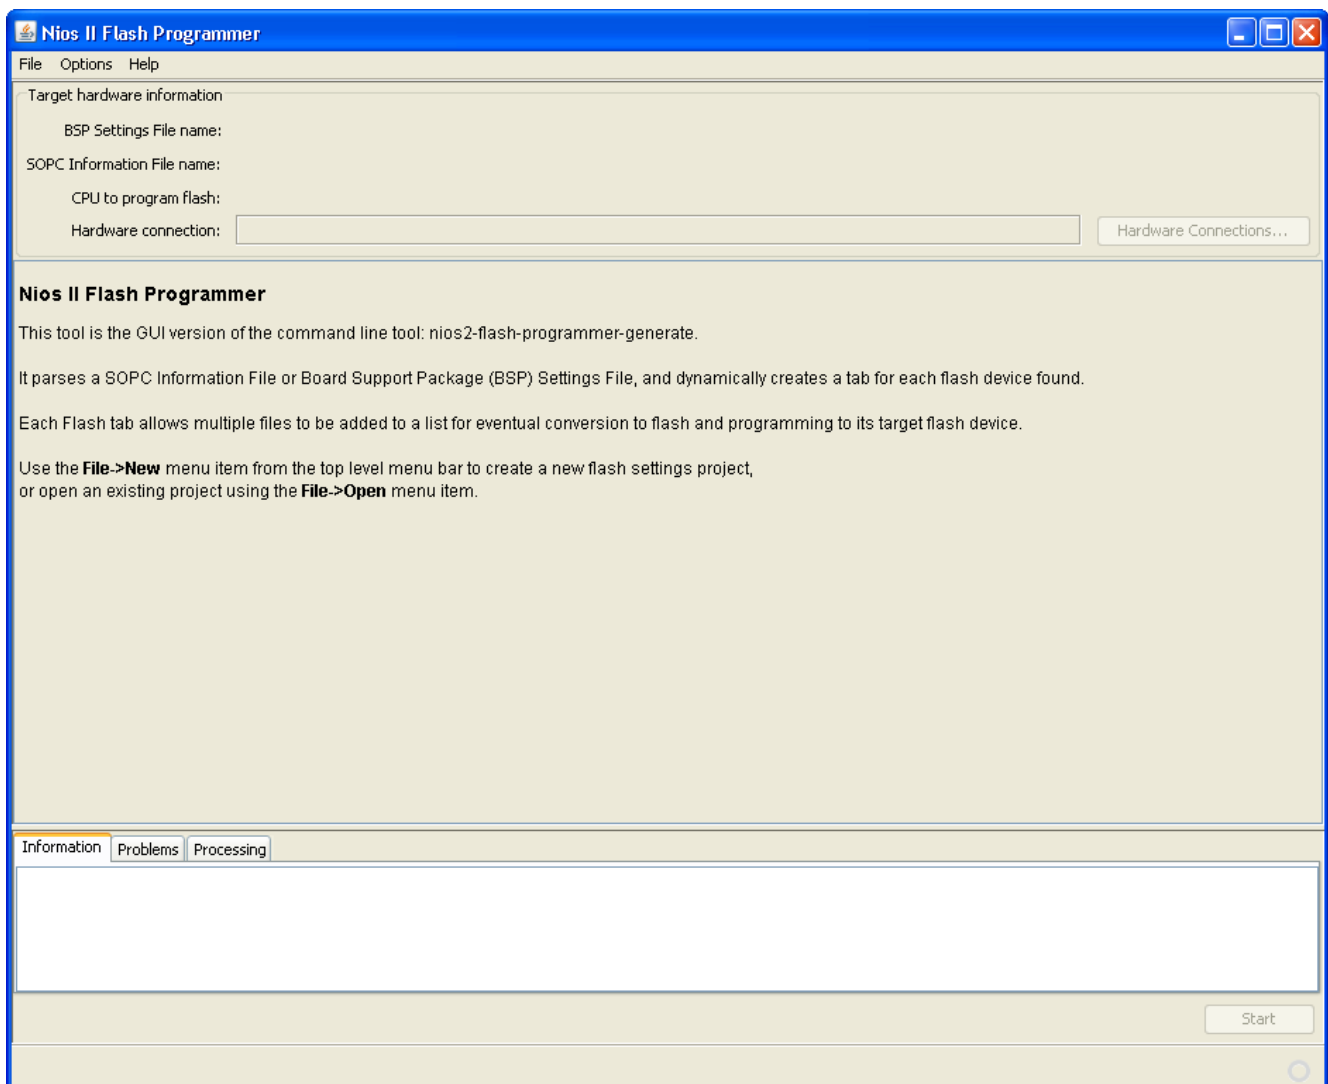 Nios II Flash Programmer
File Options Help
Target hardware information
BSP Settings File name:
SOPC Information File name:
CPU to program flash:
Hardware connection:
Hardware Connections...
Nios II Flash Programmer
This tool is the GUI version of the command line tool: nios2-flash-programmer-generate.
It parses a SOPC Information File or Board Support Package (BSP) Settings File, and dynamically creates a tab for each flash device found.
Each Flash tab allows multiple files to be added to a list for eventual conversion to flash and programming to its target flash device.
Use the File->New menu item from the top level menu bar to create a new flash settings project,
or open an existing project using the File->Open menu item.
Information Problems Processing
Start